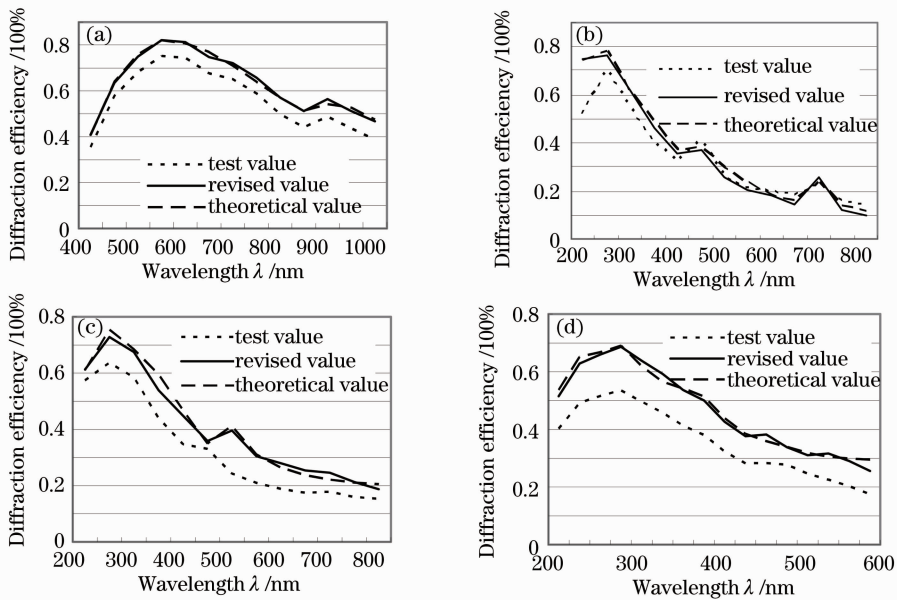 (a)
Diffraction efficiency /100%
0.8
0.6
0.4
0.2
0
test value
revised value
theoretical value
400 500 600 700 800 900 1000
Wavelength λ /nm
(b)
Diffraction effeciency /100%
0.8
0.6
0.4
0.2
0
test value
revised value
theoretical value
200 300 400 500 600 700 800
Wavelength λ /nm
(c)
Diffraction efficiency /100%
0.8
0.6
0.4
0.2
0
test value
revised value
theoretical value
200 300 400 500 600 700 800
Wavelength λ /nm
(d)
Diffraction efficiency /100%
0.8
0.6
0.4
0.2
0
test value
revised value
theoretical value
200 300 400 500 600
Wavelength λ /nm